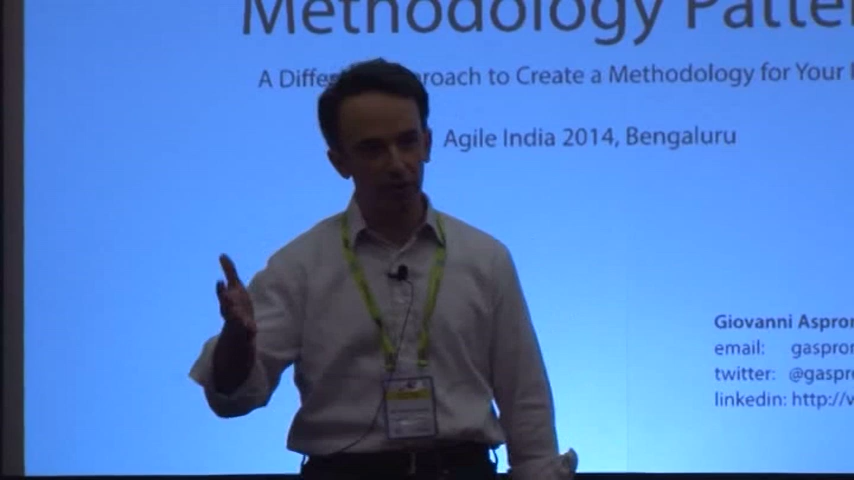 Methodology Patte
A Diffe roach to Create a Methodology for Your
Agile India 2014, Bengaluru
Giovanni Aspro
email: gaspro
twitter: @gaspr
linkedin: http://